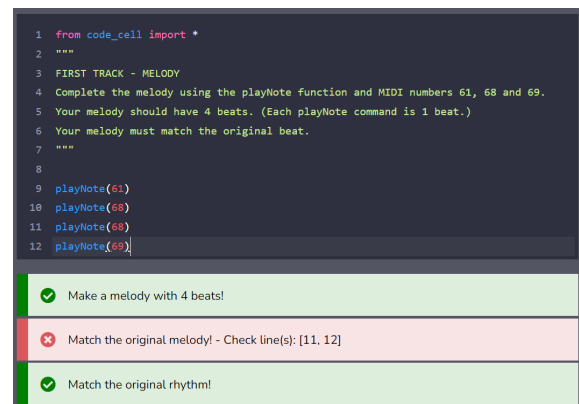 1 from code_cell import *
2 """
3 FIRST TRACK - MELODY
4 Complete the melody using the playNote function and MIDI numbers 61, 68 and 69.
5 Your melody should have 4 beats. (Each playNote command is 1 beat.)
6 Your melody must match the original beat.
7 """
8
9 playNote(61)
10 playNote(68)
11 playNote(68)
12 playNote(69)
Make a melody with 4 beats!
Match the original melody! - Check line(s): [11, 12]
Match the original rhythm!